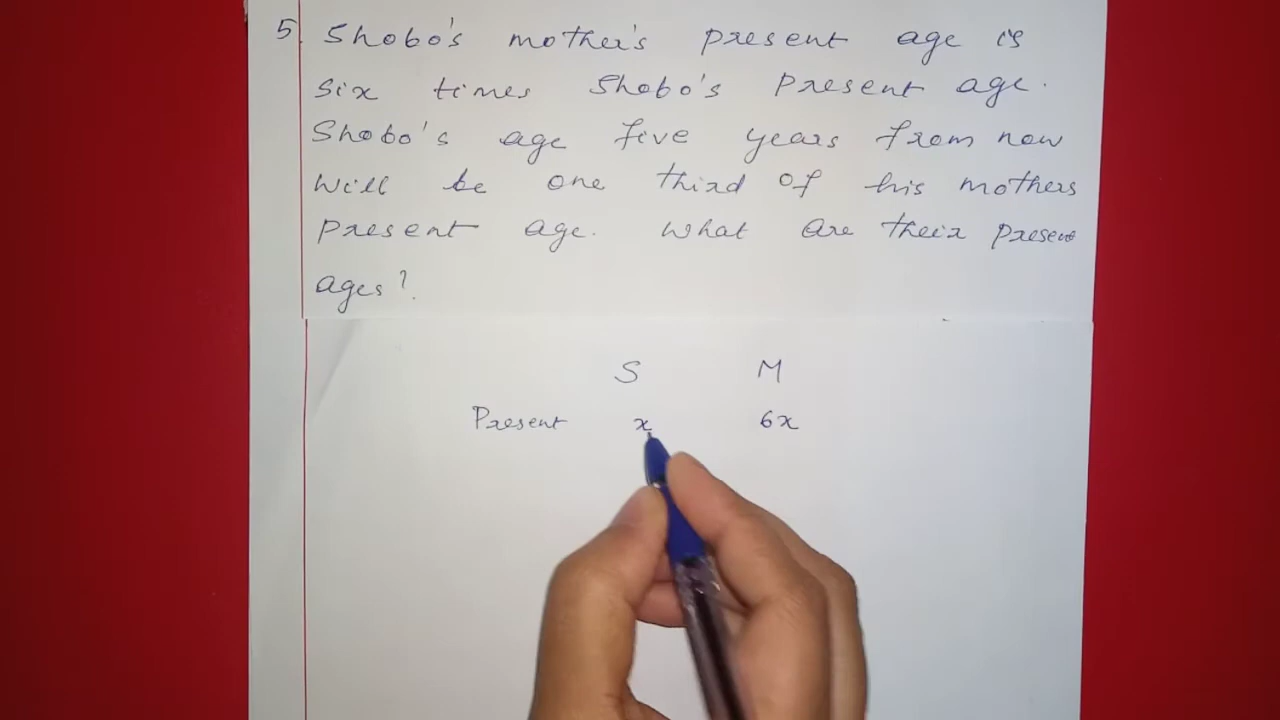 5. Shobo's mother's present age is
six times Shobo's Present age.
Shobo's age five years from now
will be one third of his mothers
present age. What are their present
ages?
S M
Present x 6x